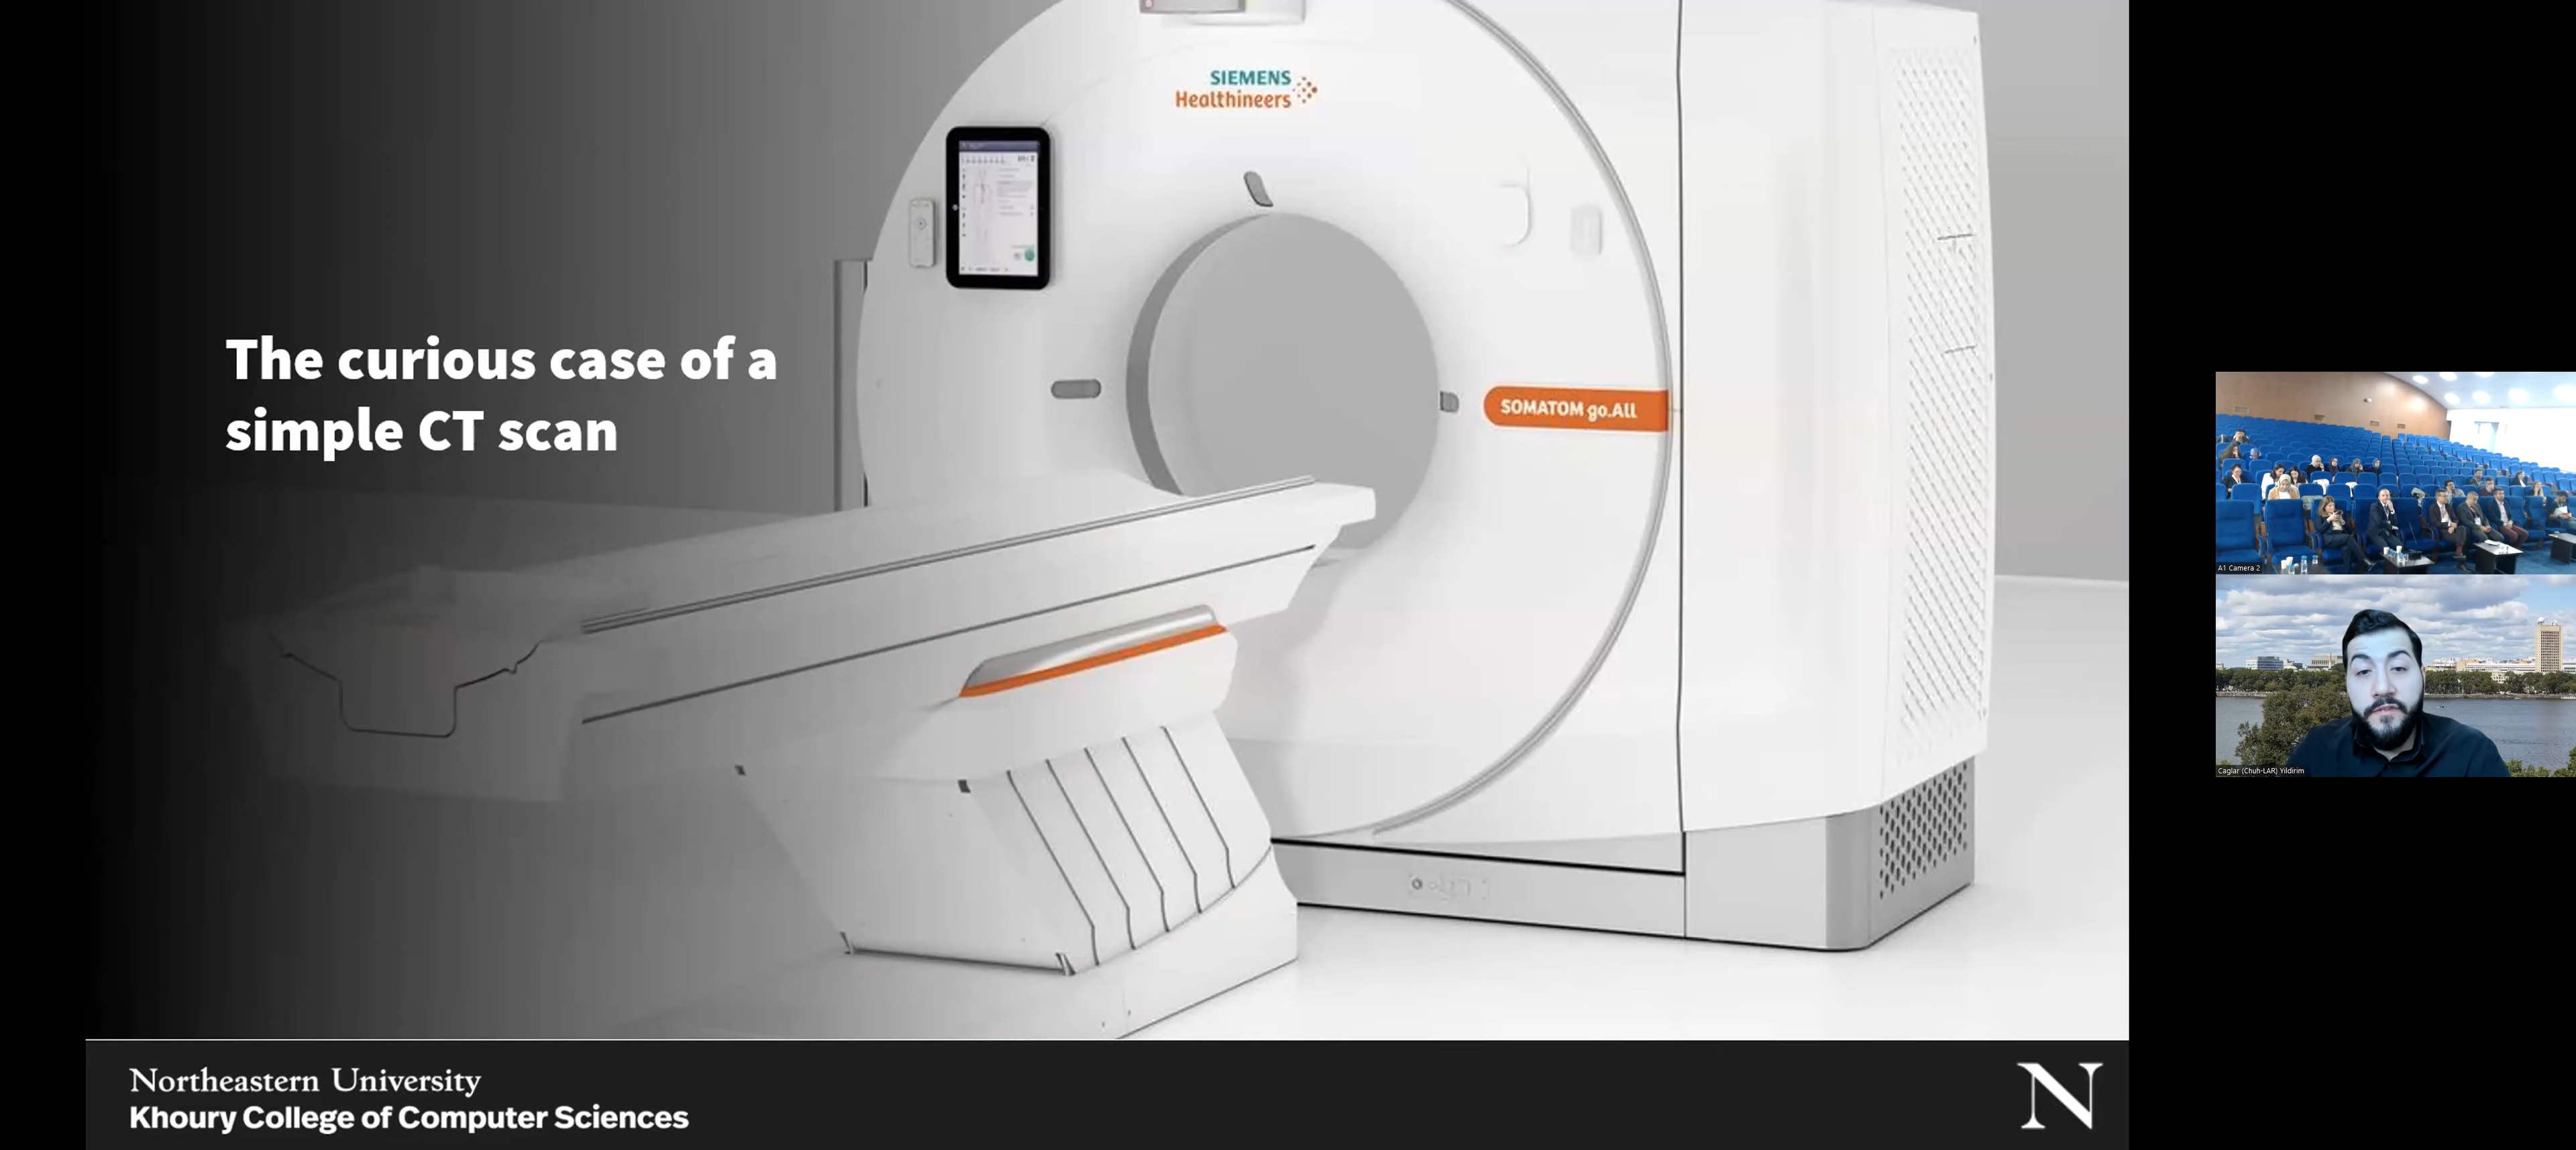 SIEMENS
Healthineers
The curious case of a
simple CT scan
SOMATOM go.All
A1 Camera 2
Caglar (Chuh-LAR) Yildirim
Northeastern University
Khoury College of Computer Sciences
N